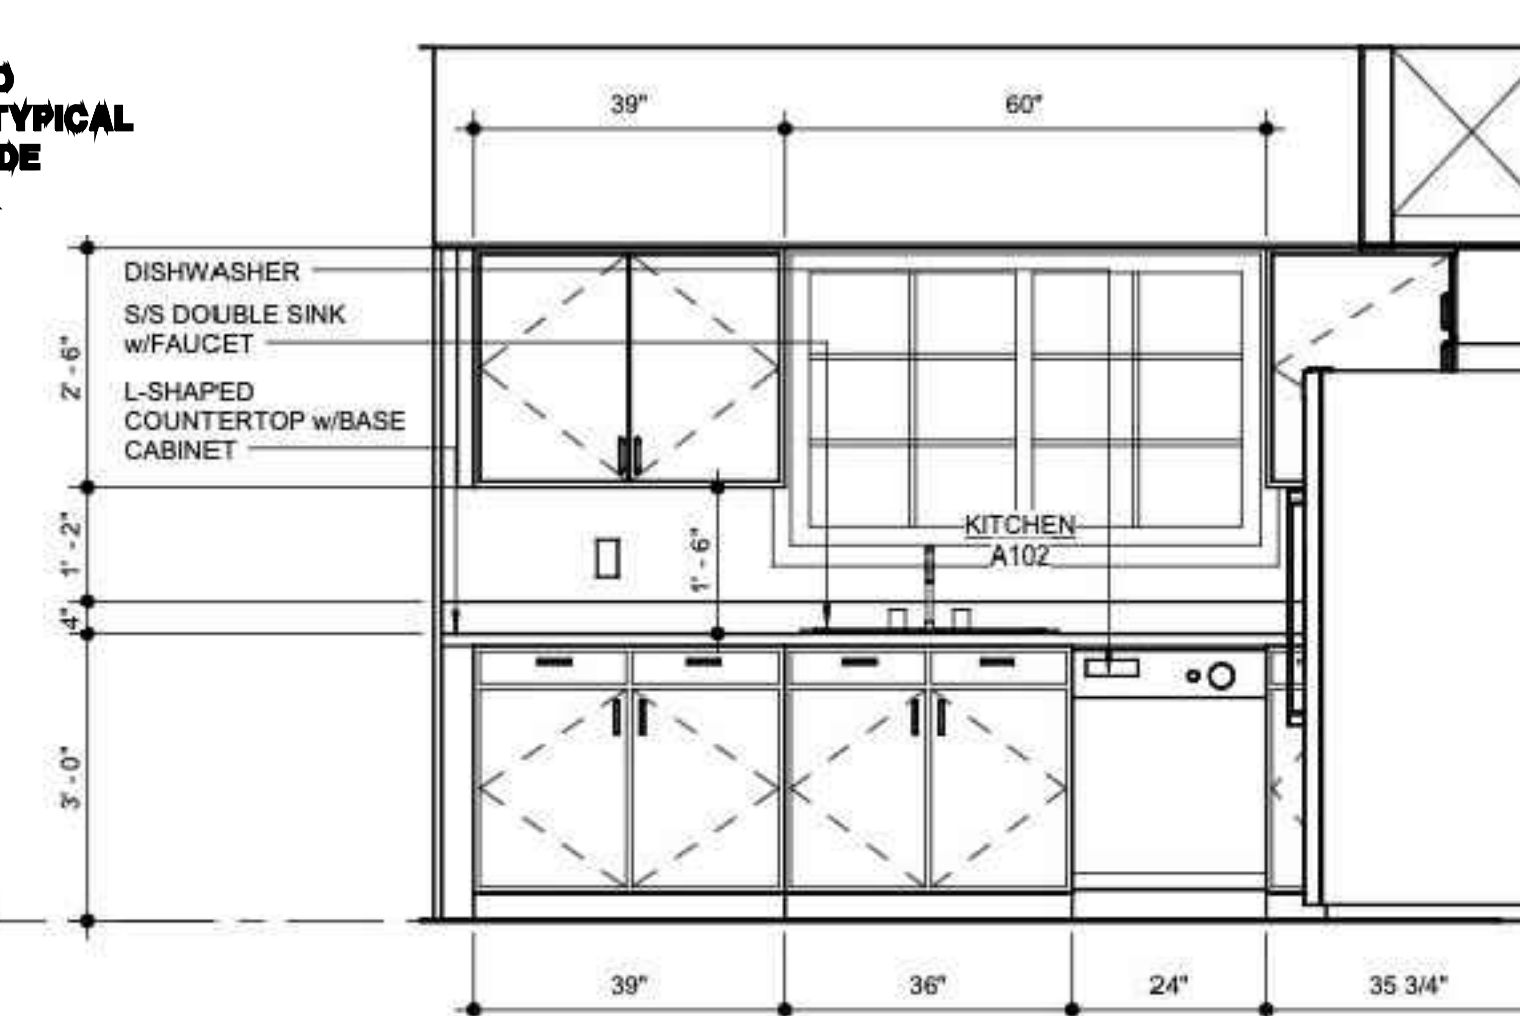 TYPICAL
39"
60"
DISHWASHER
S/S DOUBLE SINK
w/FAUCET
L-SHAPED
COUNTERTOP w/BASE
CABINET
2' - 6"
1' - 2"
4"
3' - 0"
1' - 6"
KITCHEN
A102
39"
36"
24"
35 3/4"